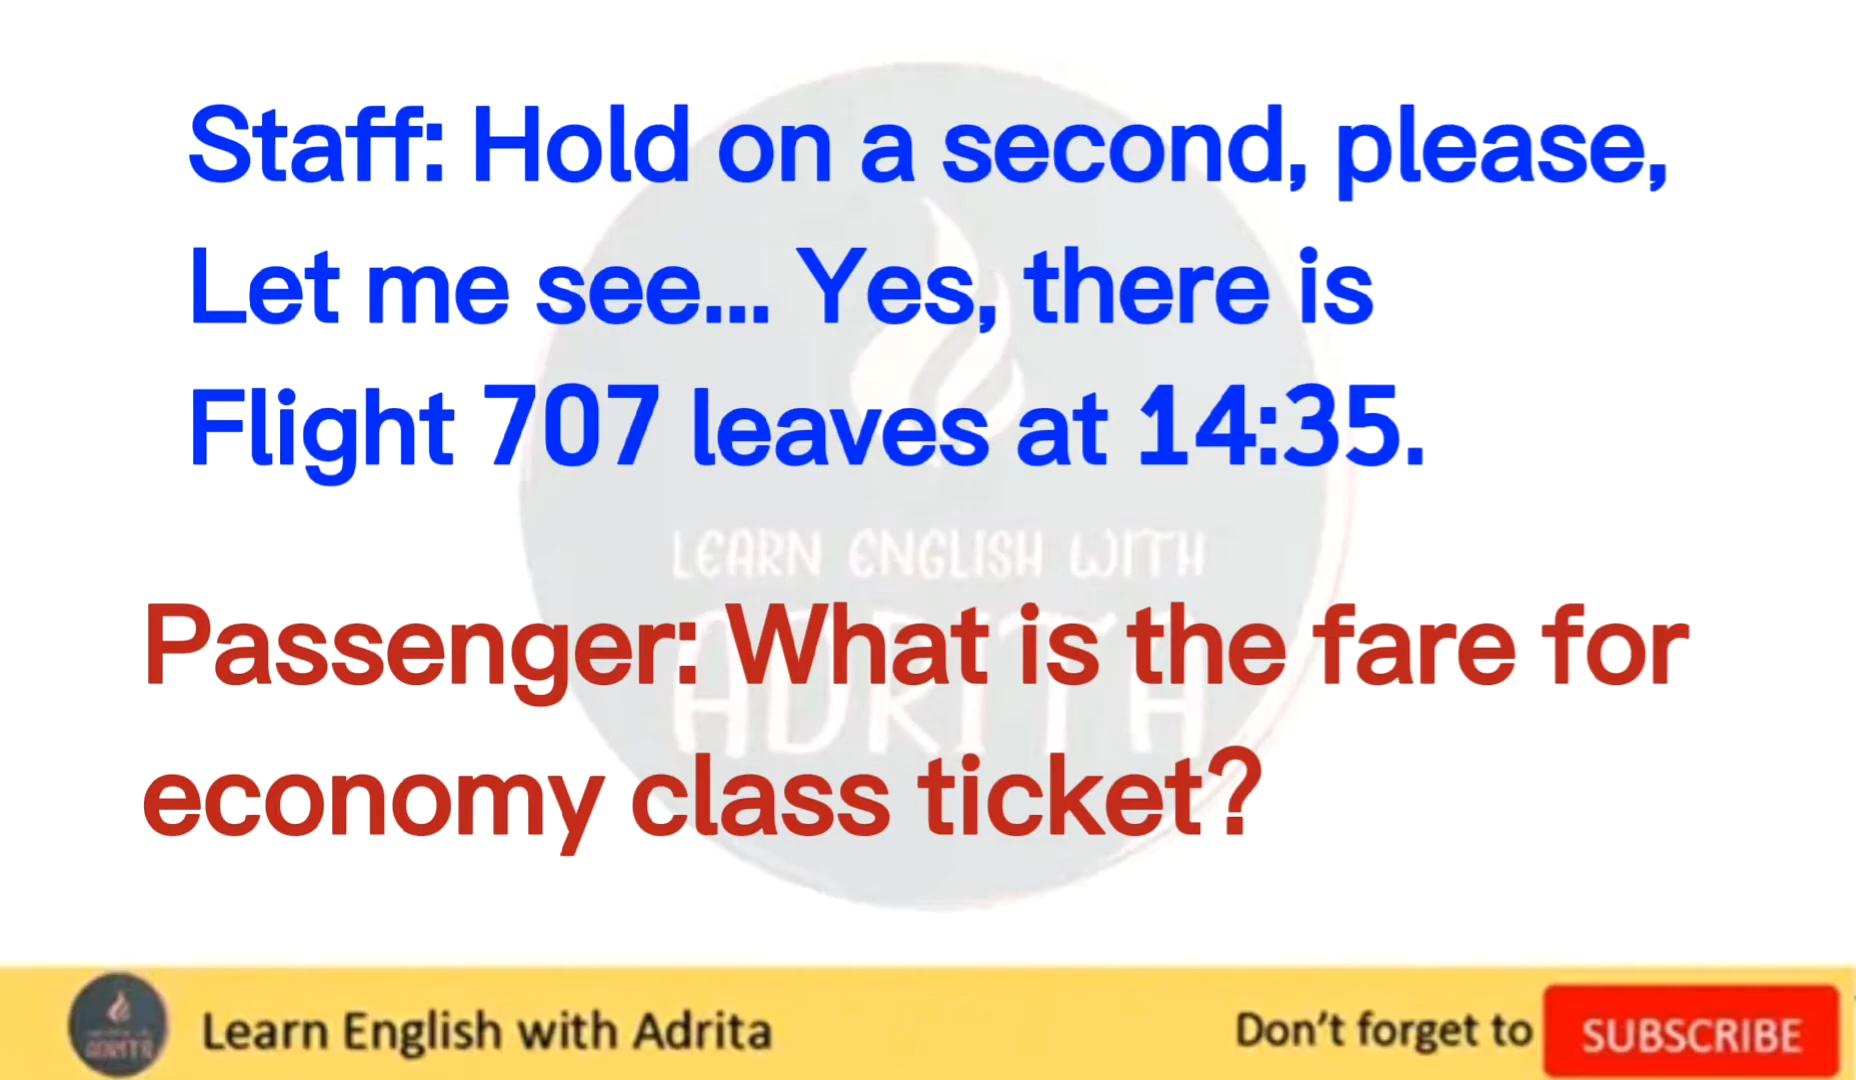 Staff: Hold on a second, please,
Let me see... Yes, there is
Flight 707 leaves at 14:35.
LEARN ENGLISH WITH
ADRITA
Passenger: What is the fare for
economy class ticket?
Learn English with Adrita
Don't forget to SUBSCRIBE